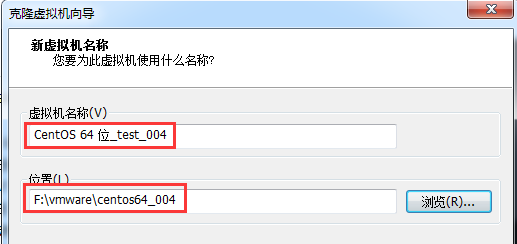 克隆虚拟机向导
新虚拟机名称
您要为此虚拟机使用什么名称?
虚拟机名称(V)
CentOS 64 位_test_004
位置(L)
F:\vmware\centos64_004
浏览(R)...